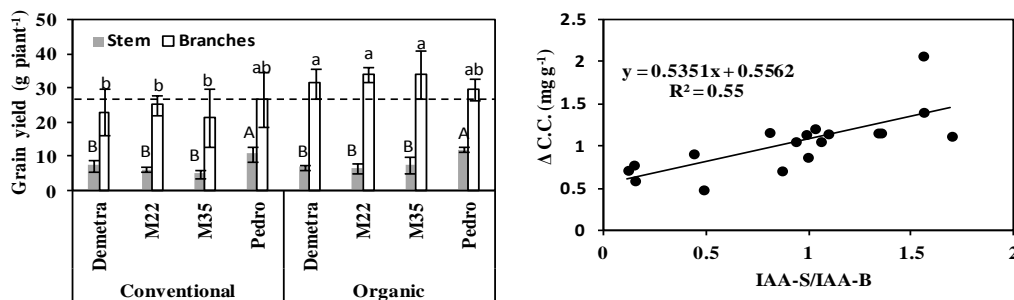 50
40
30
20
10
0
Grain yield (g piant-1)
Stem Branches
b b b ab a a a ab
B B B A B B B A
Demetra M22 M35 Pedro Demetra M22 M35 Pedro
Conventional Organic
2.5
2
1.5
1
0.5
0
Δ C.C. (mg g-1)
y = 0.5351x + 0.5562
R² = 0.55
0 0.5 1 1.5 2
IAA-S/IAA-B